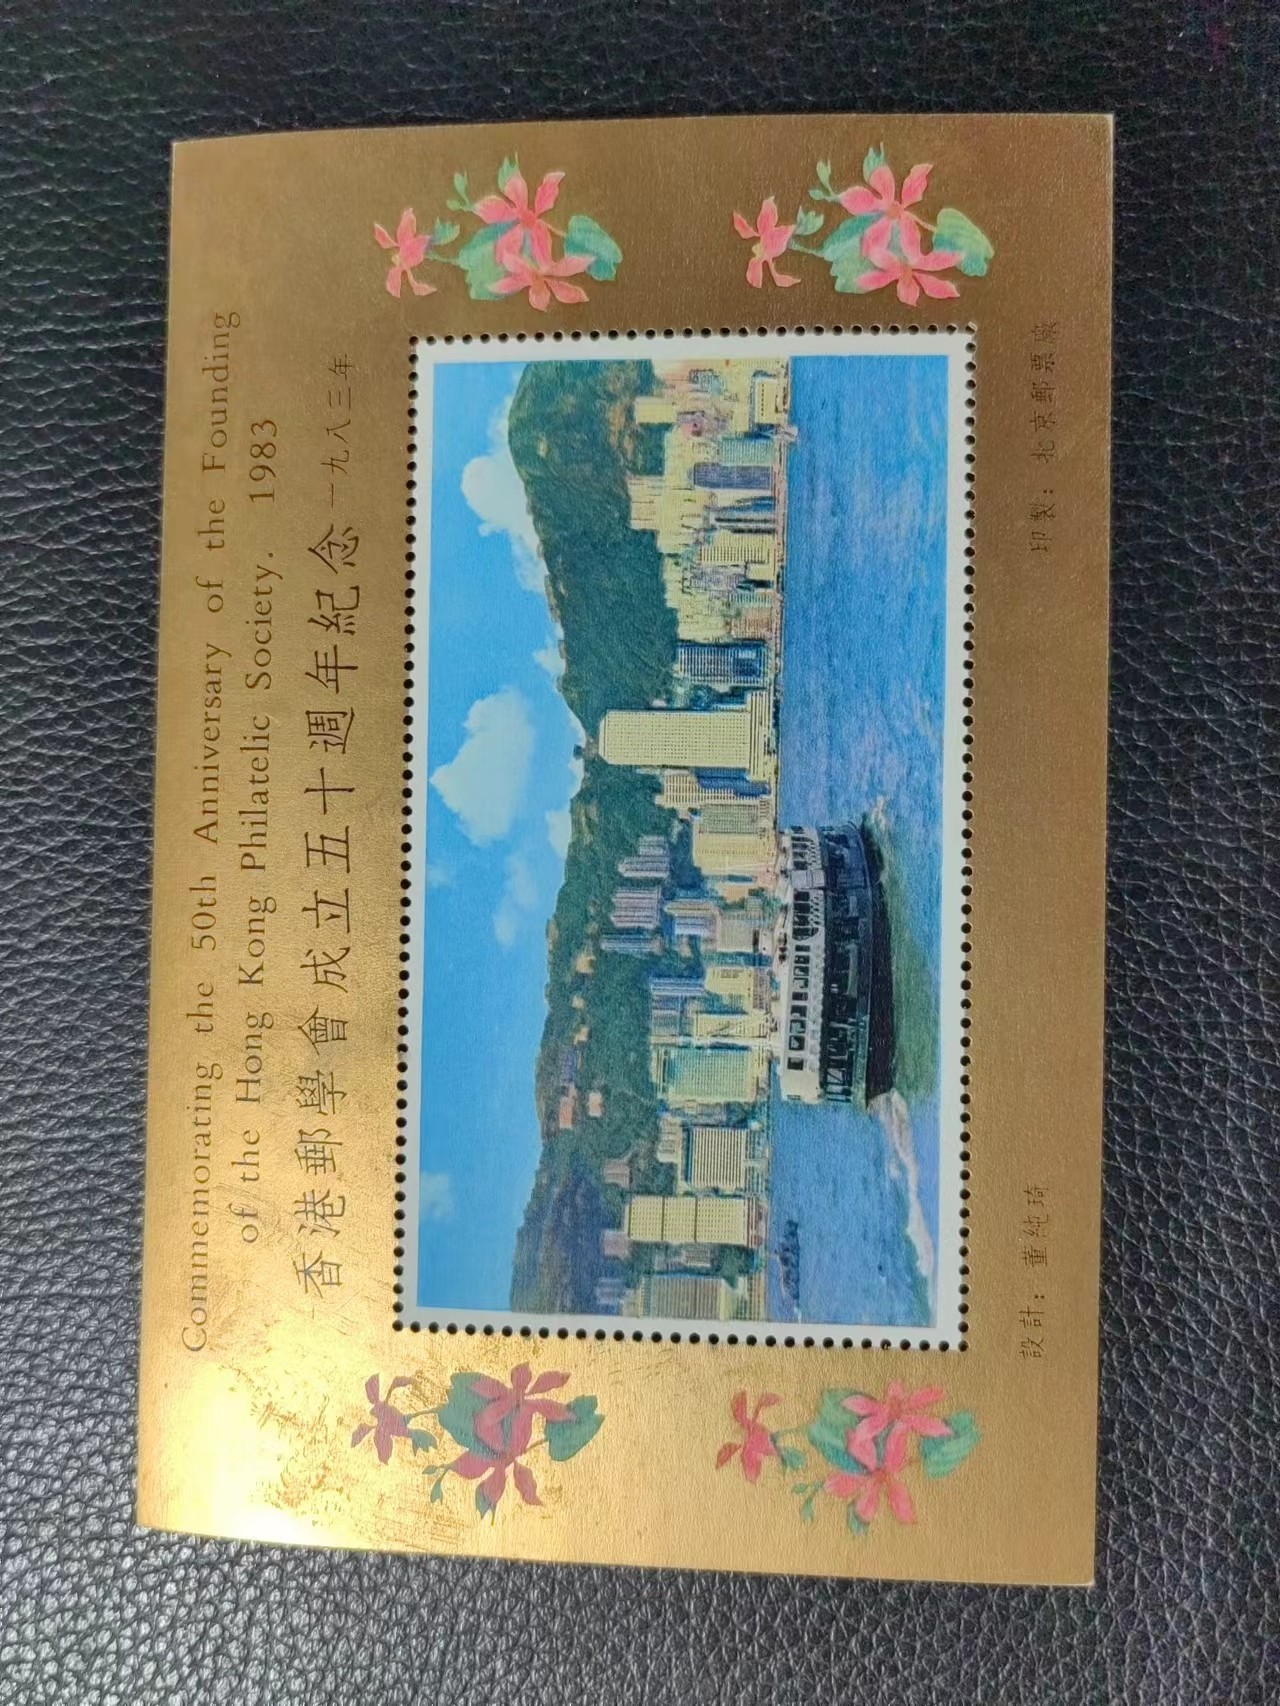 Commemorating the 50th Anniversary of the Founding
of the Hong Kong Philatelic Society. 1983
香港郵學會成立五十週年紀念 一九八三年
設計：董純琦
印製：北京郵票廠